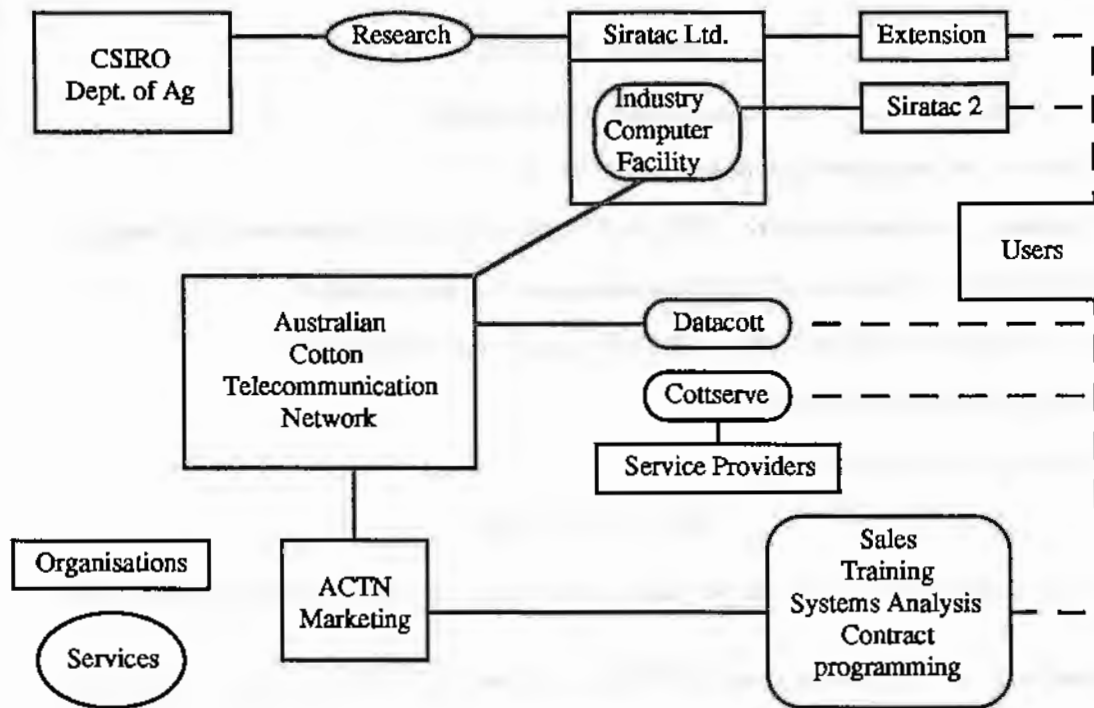 CSIRO
Dept. of Ag
Research
Siratac Ltd.
Industry
Computer
Facility
Extension
Siratac 2
Users
Australian
Cotton
Telecommunication
Network
Datacott
Cottserve
Service Providers
Organisations
Services
ACTN
Marketing
Sales
Training
Systems Analysis
Contract
programming